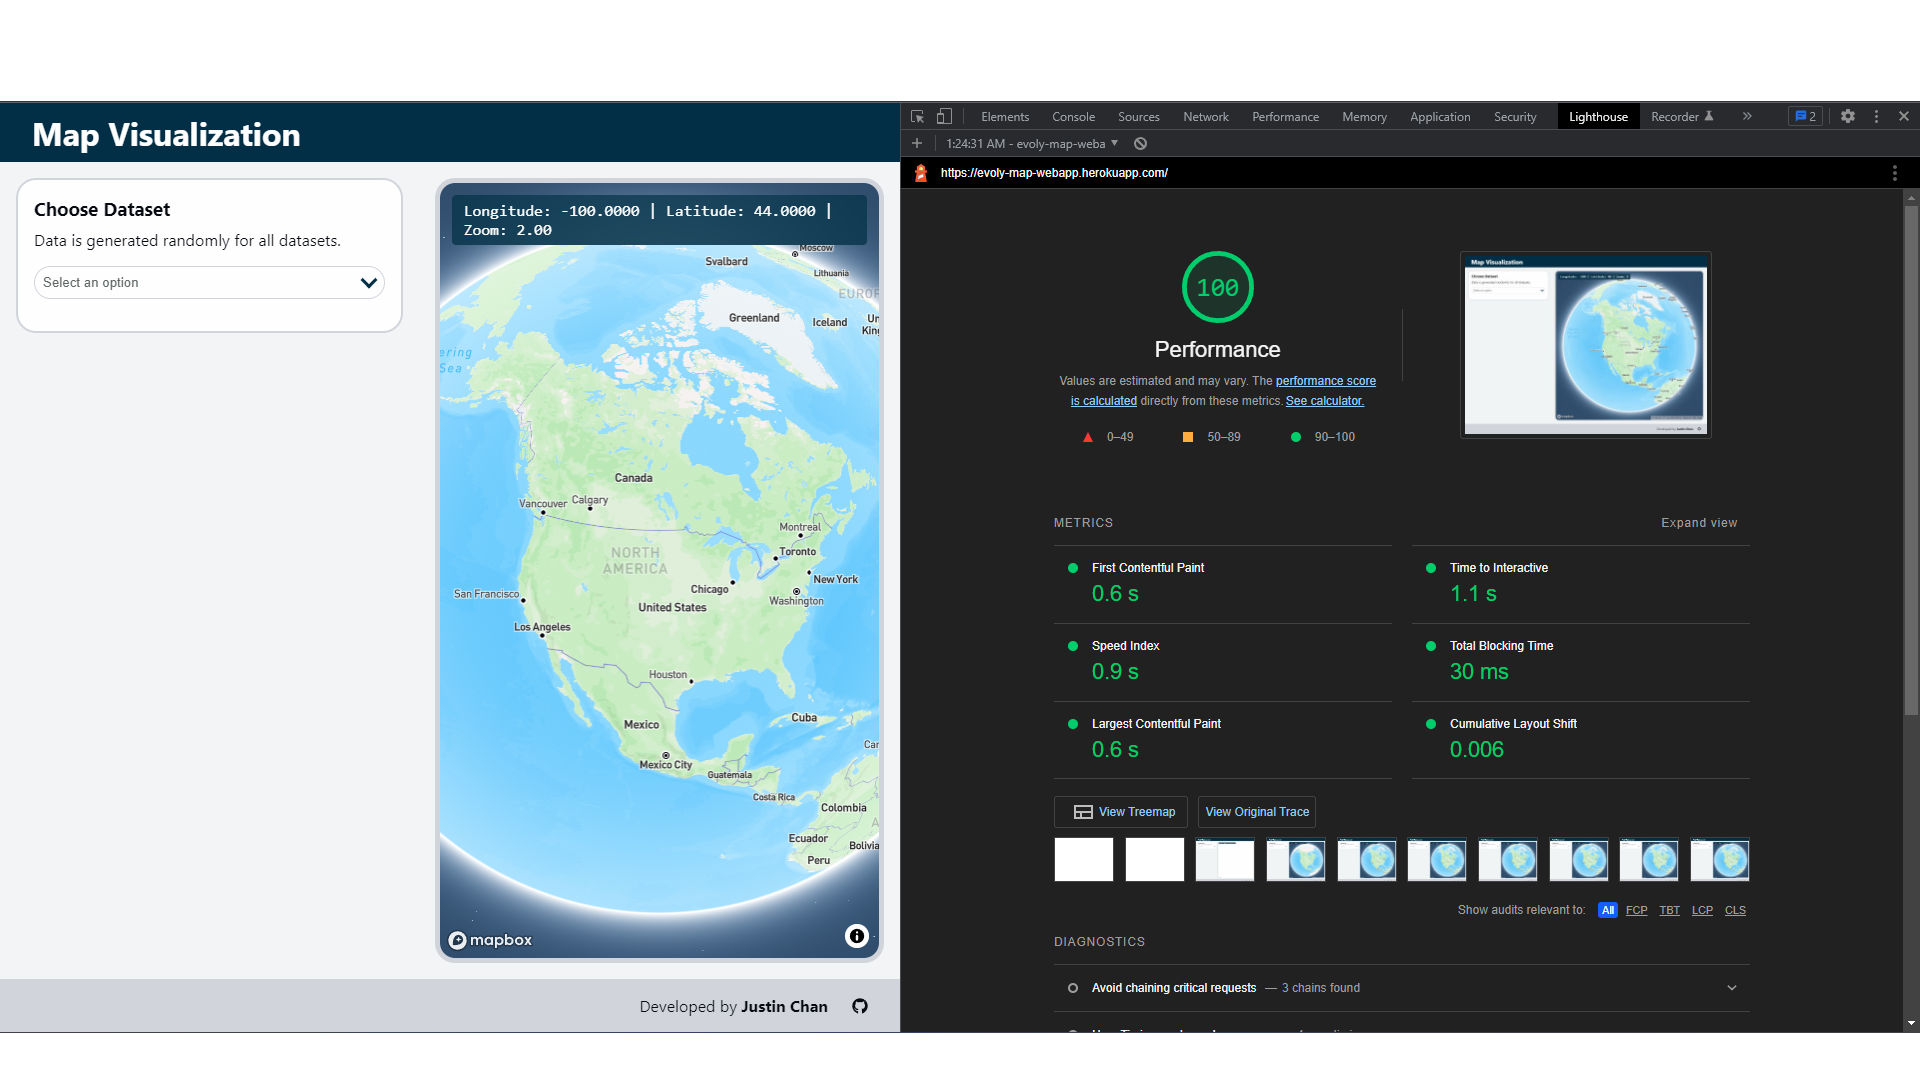 Map Visualization
Choose Dataset
Data is generated randomly for all datasets.
Select an option
Longitude: -100.0000 | Latitude: 44.0000 |
Zoom: 2.00
Moscow
Svalbard
Lithuania
EUROP
Greenland
Iceland
Un
King
ering
Sea
Canada
Vancouver
Calgary
Montreal
NORTH
AMERICA
Toronto
New York
Chicago
Washington
San Francisco
United States
Los Angeles
Houston
Cuba
Mexico
Car
Mexico City
Guatemala
Costa Rica
Colombia
A
Ecuador
Bolivia
Peru
mapbox
Developed by Justin Chan
Elements Console Sources Network Performance Memory Application Security Lighthouse Recorder 2
1:24:31 AM - evoly-map-weba
https://evoly-map-webapp.herokuapp.com/
100
Performance
Values are estimated and may vary. The performance score
is calculated directly from these metrics. See calculator.
0–49 50–89 90–100
Map Visualization
METRICS
Expand view
First Contentful Paint
0.6 s
Time to Interactive
1.1 s
Speed Index
0.9 s
Total Blocking Time
30 ms
Largest Contentful Paint
0.6 s
Cumulative Layout Shift
0.006
View Treemap
View Original Trace
Show audits relevant to: All FCP TBT LCP CLS
DIAGNOSTICS
Avoid chaining critical requests — 3 chains found